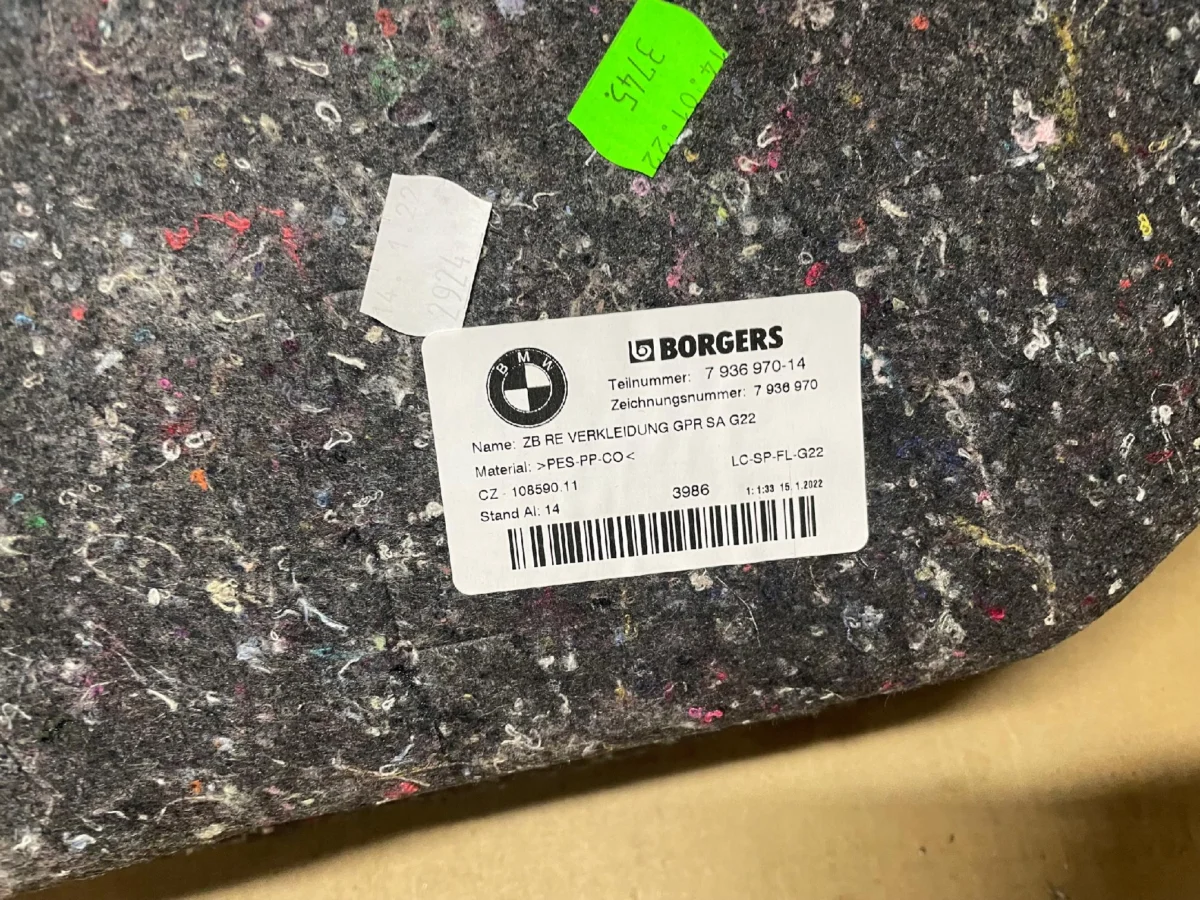 3745.
14.01.22
14. 1.22
2924
BMW
BORGERS
Teilnummer: 7 936 970-14
Zeichnungsnummer: 7 936 970
Name: ZB RE VERKLEIDUNG GPR SA G22
Material: >PES-PP-CO<
LC-SP-FL-G22
CZ - 108590.11
3986
1: 1:33 15. 1.2022
Stand AI: 14